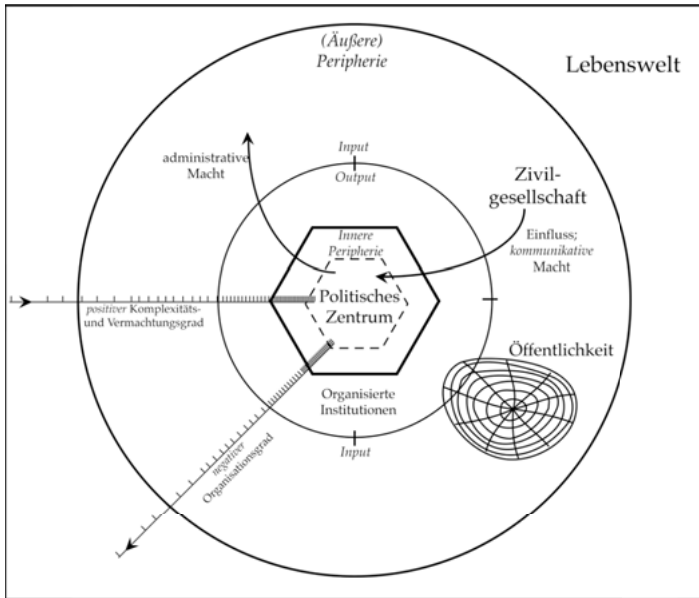 (Äußere)
Peripherie
Lebenswelt
administrative
Macht
Input
Output
Zivil-
gesellschaft
Innere
Peripherie
Einfluss;
kommunikative
Macht
Politisches
Zentrum
positiver Komplexitäts-
und Vermachtungsgrad
Öffentlichkeit
Organisierte
Institutionen
Input
negativer
Organisationsgrad